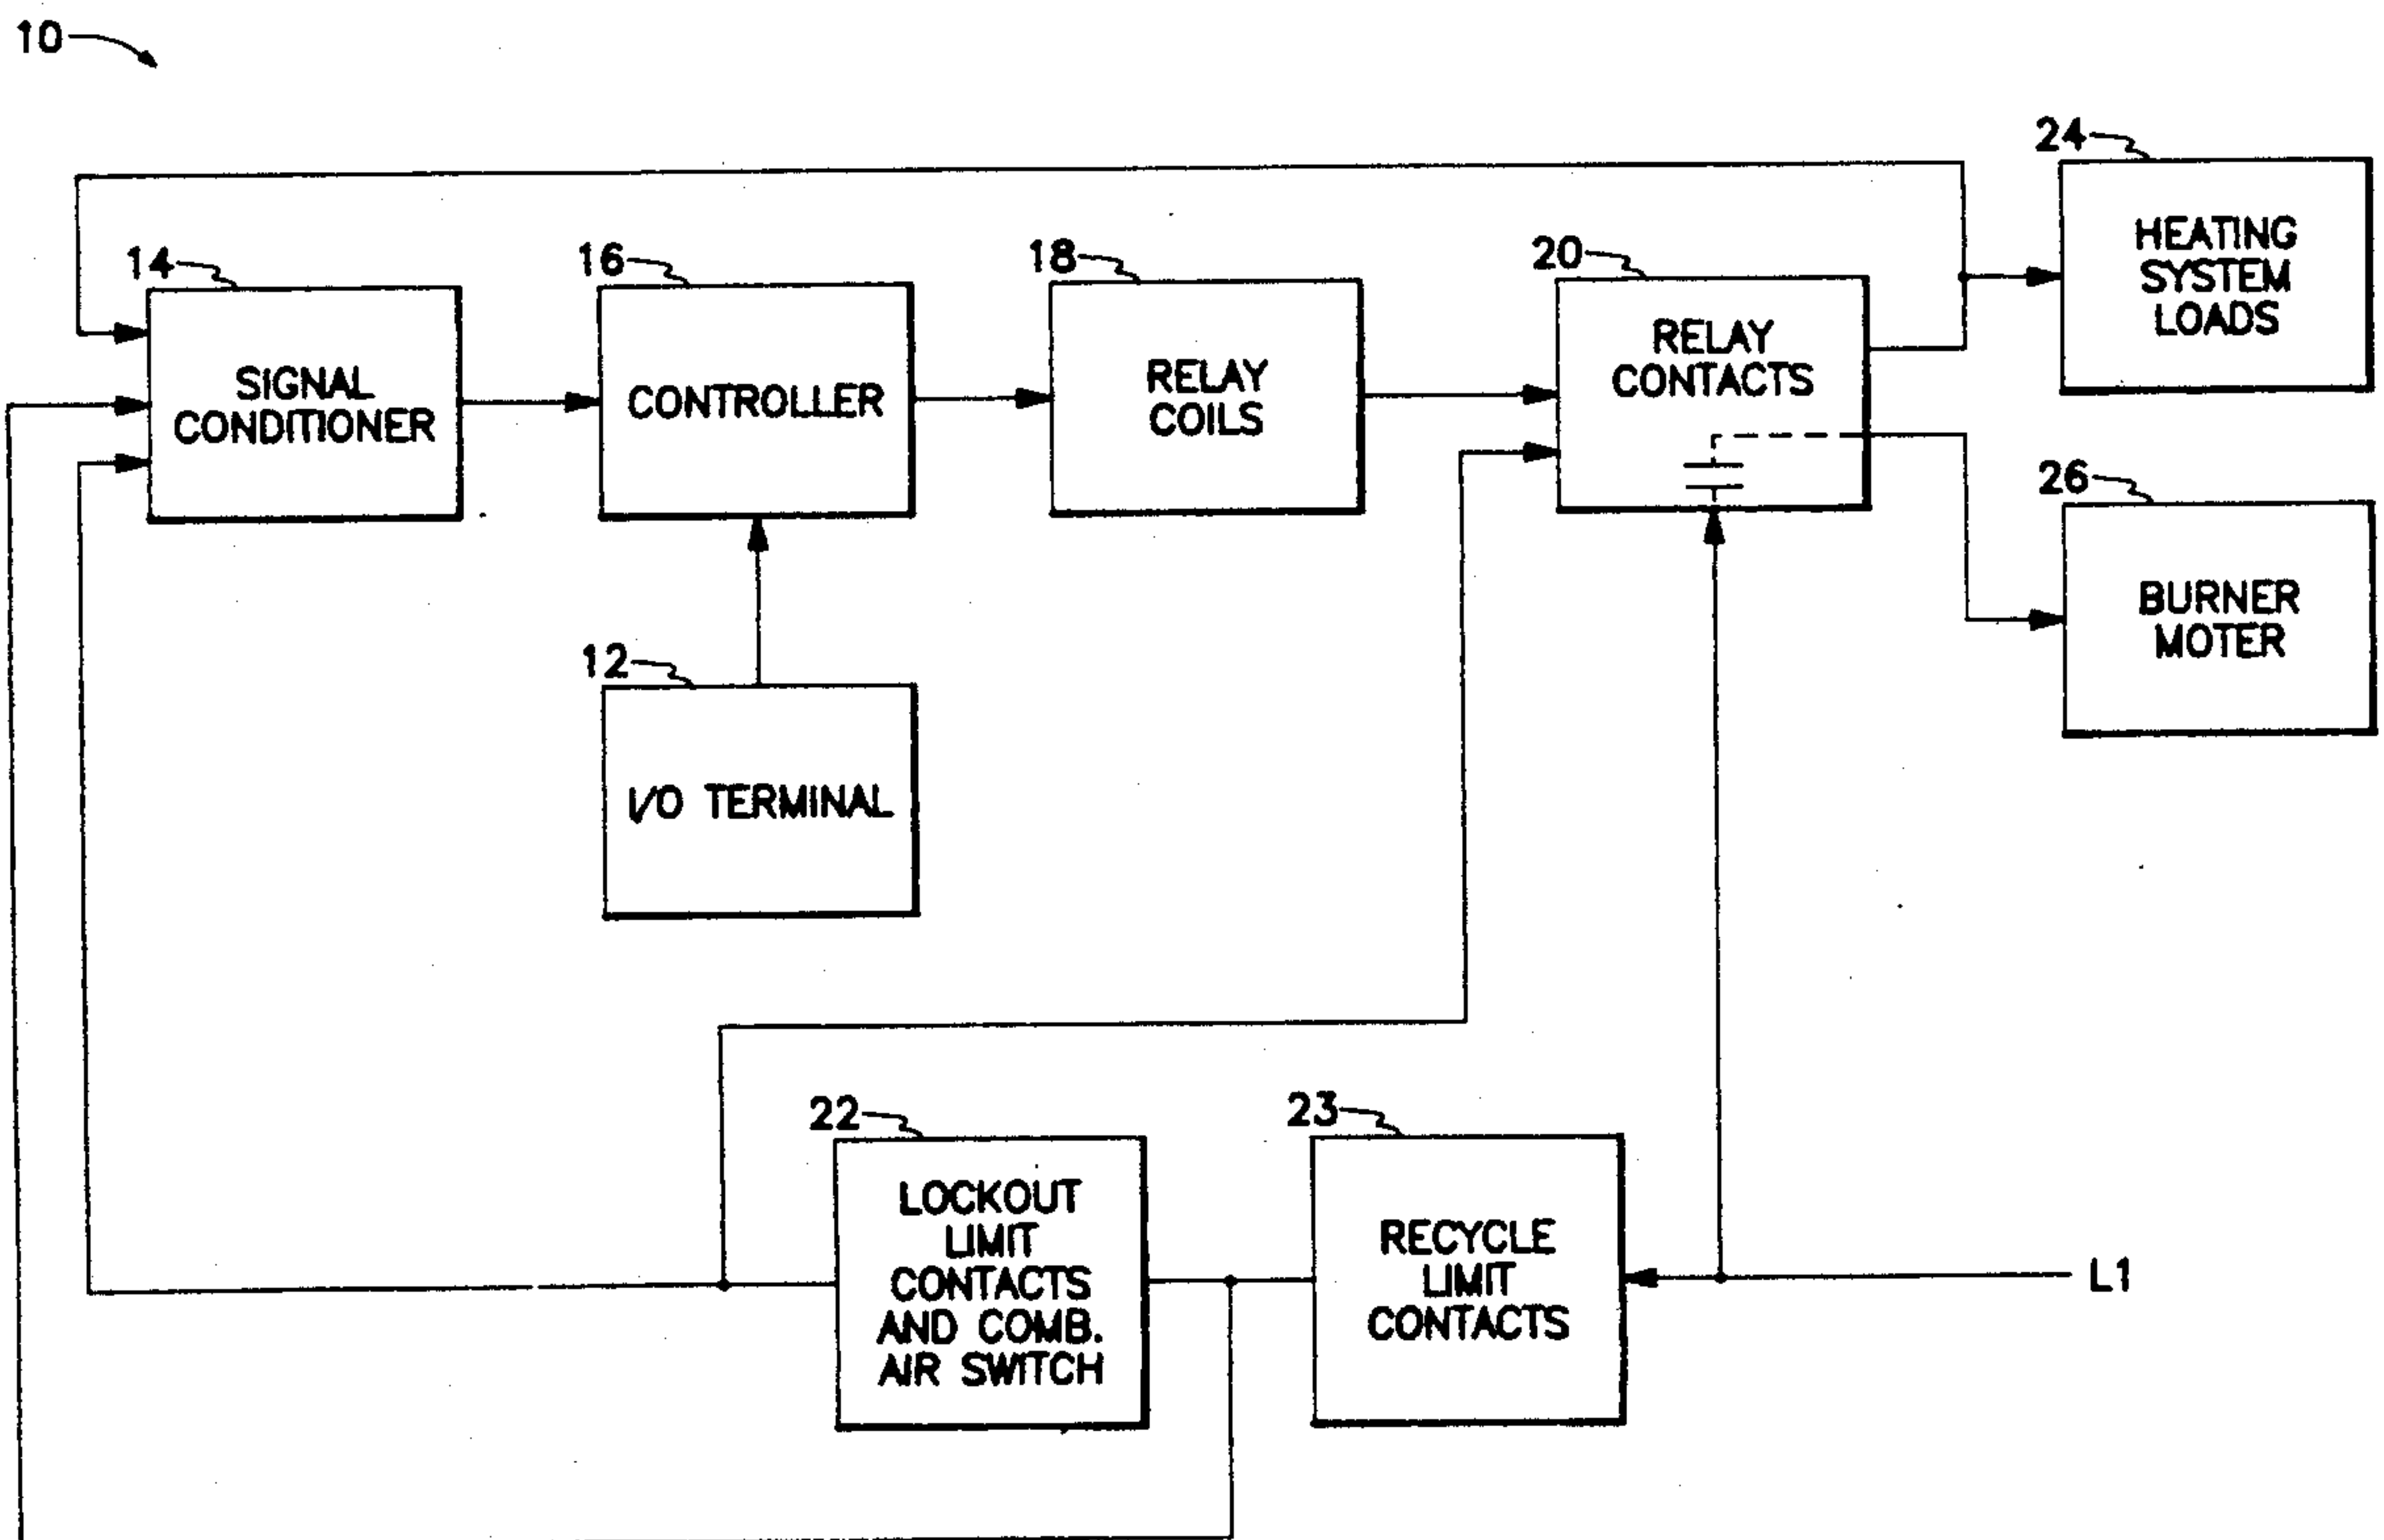 10
24
HEATING
SYSTEM
LOADS
14
SIGNAL
CONDITIONER
16
CONTROLLER
18
RELAY
COILS
20
RELAY
CONTACTS
26
BURNER
MOTER
12
I/O TERMINAL
22
LOCKOUT
LIMIT
CONTACTS
AND COMB.
AIR SWITCH
23
RECYCLE
LIMIT
CONTACTS
L1